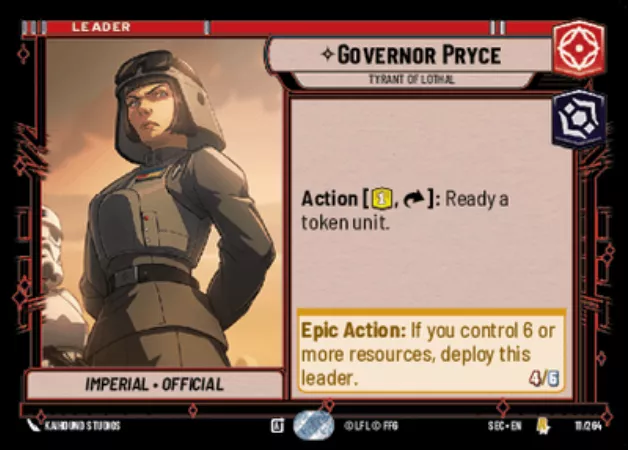 LEADER
GOVERNOR PRYCE
TYRANT OF LOTHAL
Action [1, ]: Ready a
token unit.
Epic Action: If you control 6 or
more resources, deploy this
leader.
4/6
IMPERIAL • OFFICIAL
KAIHOUND STUDIOS
©LFL © FFG
SEC • EN
11/264